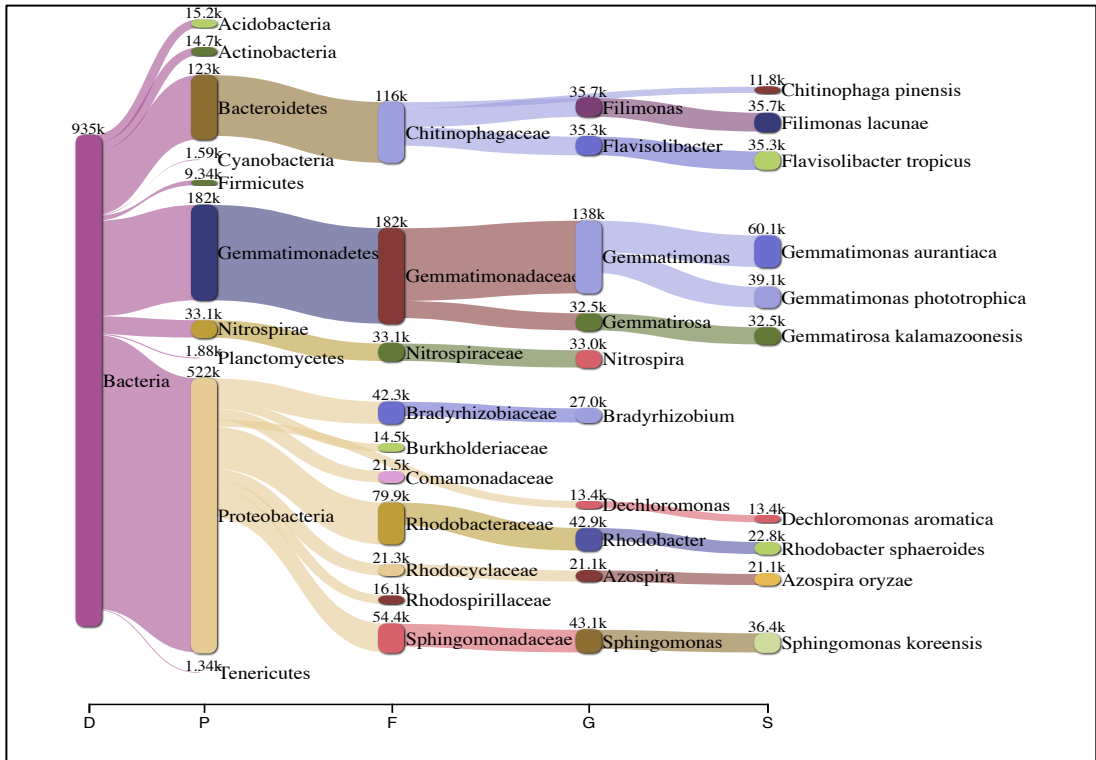 935k
Bacteria
15.2k
Acidobacteria
14.7k
Actinobacteria
123k
Bacteroidetes
1.59k
Cyanobacteria
9.34k
Firmicutes
182k
Gemmatimonadetes
33.1k
Nitrospirae
1.88k
Planctomycetes
522k
Proteobacteria
1.34k
Tenericutes
116k
Chitinophagaceae
182k
Gemmatimonadaceae
33.1k
Nitrospiraceae
42.3k
Bradyrhizobiaceae
14.5k
Burkholderiaceae
21.5k
Comamonadaceae
79.9k
Rhodobacteraceae
21.3k
Rhodocyclaceae
16.1k
Rhodospirillaceae
54.4k
Sphingomonadaceae
35.7k
Filimonas
35.3k
Flavisolibacter
138k
Gemmatimonas
32.5k
Gemmatirosa
33.0k
Nitrospira
27.0k
Bradyrhizobium
13.4k
Dechloromonas
42.9k
Rhodobacter
21.1k
Azospira
43.1k
Sphingomonas
11.8k
Chitinophaga pinensis
35.7k
Filimonas lacunae
35.3k
Flavisolibacter tropicus
60.1k
Gemmatimonas aurantiaca
39.1k
Gemmatimonas phototrophica
32.5k
Gemmatirosa kalamazoonesis
13.4k
Dechloromonas aromatica
22.8k
Rhodobacter sphaeroides
21.1k
Azospira oryzae
36.4k
Sphingomonas koreensis
D P F G S